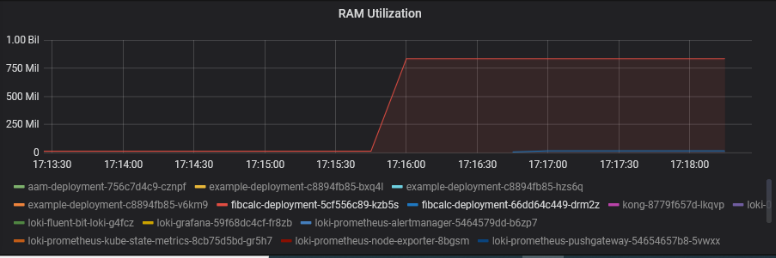 RAM Utilization
1.00 Bil
750 Mil
500 Mil
250 Mil
0
17:13:30 17:14:00 17:14:30 17:15:00 17:15:30 17:16:00 17:16:30 17:17:00 17:17:30 17:18:00
aam-deployment-756c7d4c9-cznpf example-deployment-c8894fb85-bxq4l example-deployment-c8894fb85-hzs6q
example-deployment-c8894fb85-v6km9 fibcalc-deployment-5cf556c89-kzb5s fibcalc-deployment-66dd64c449-drm2z kong-8779f657d-lkqvp loki-
loki-fluent-bit-loki-g4fcz loki-grafana-59f68dc4cf-fr8zb loki-prometheus-alertmanager-5464579dd-b6zp7
loki-prometheus-kube-state-metrics-8cb75d5bd-gr5h7 loki-prometheus-node-exporter-8bgsm loki-prometheus-pushgateway-54654657b8-5vwxx